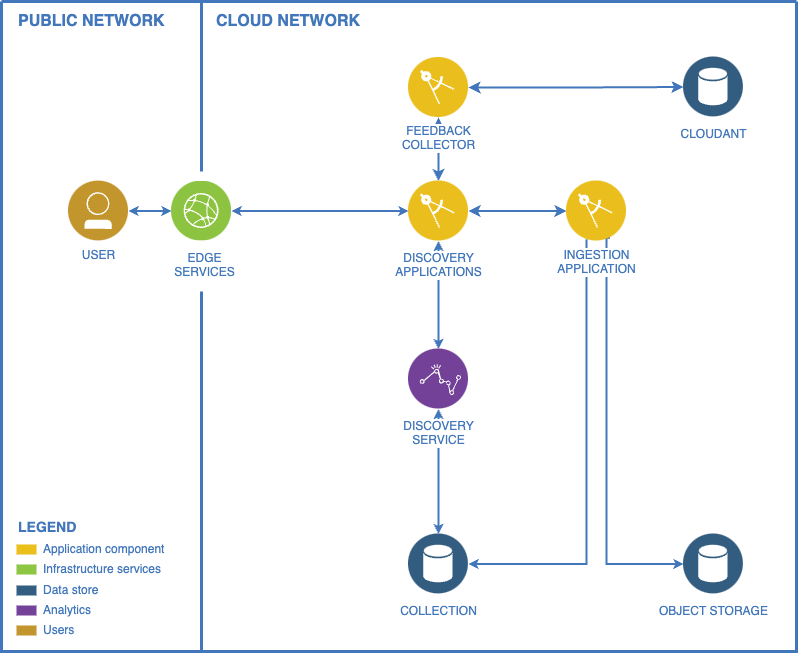 PUBLIC NETWORK
CLOUD NETWORK
FEEDBACK
COLLECTOR
CLOUDANT
USER
EDGE
SERVICES
DISCOVERY
APPLICATIONS
INGESTION
APPLICATION
DISCOVERY
SERVICE
COLLECTION
OBJECT STORAGE
LEGEND
Application component
Infrastructure services
Data store
Analytics
Users